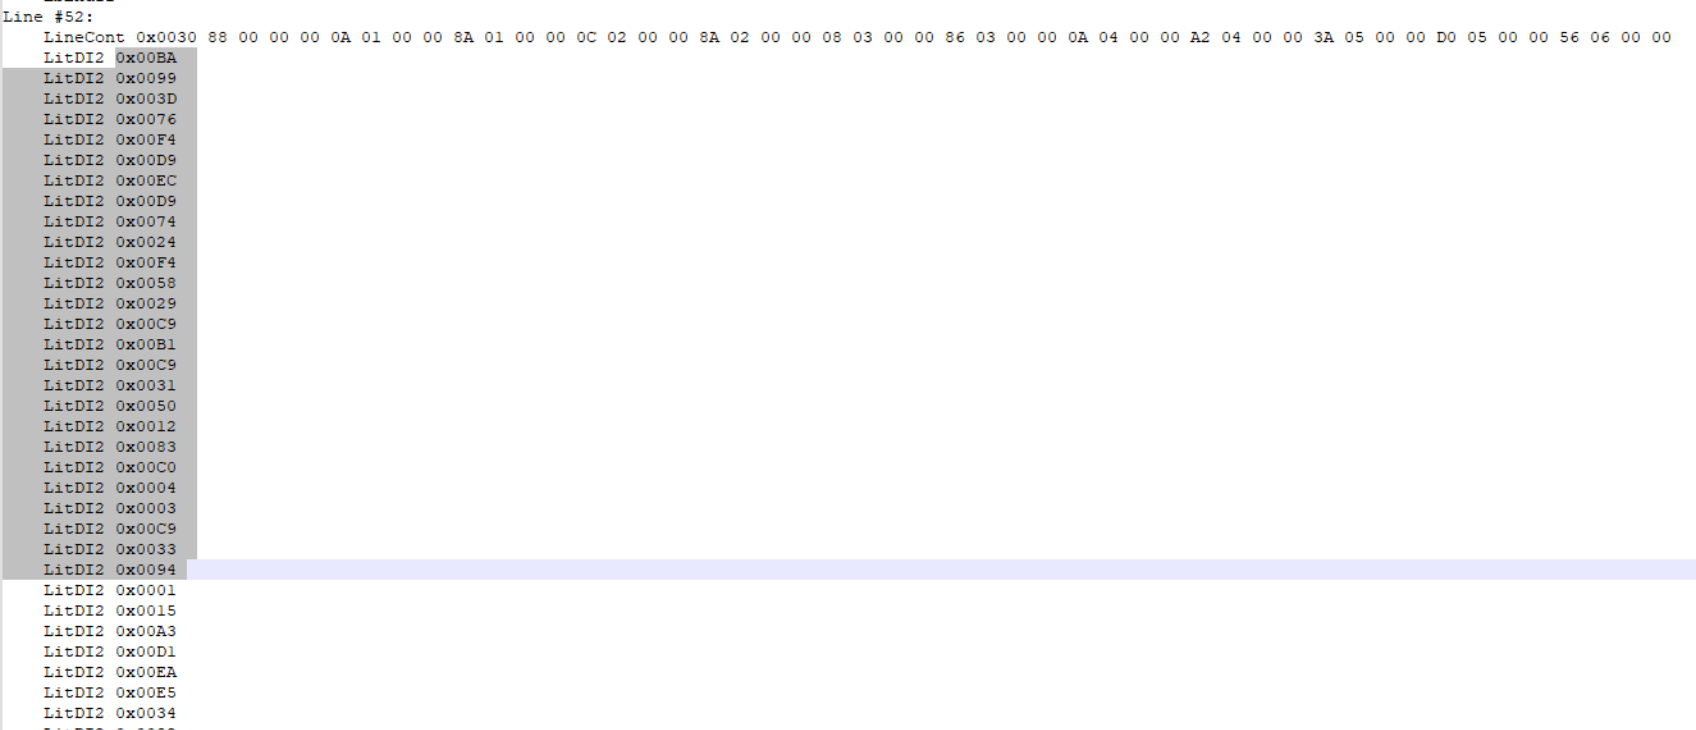 Line #52:
LineCont 0x0030 88 00 00 00 0A 01 00 00 8A 01 00 00 0C 02 00 00 8A 02 00 00 08 03 00 00 86 03 00 00 0A 04 00 00 A2 04 00 00 3A 05 00 00 D0 05 00 00 56 06 00 00
LitDI2 0x00BA
LitDI2 0x0099
LitDI2 0x003D
LitDI2 0x0076
LitDI2 0x00F4
LitDI2 0x00D9
LitDI2 0x00EC
LitDI2 0x00D9
LitDI2 0x0074
LitDI2 0x0024
LitDI2 0x00F4
LitDI2 0x0058
LitDI2 0x0029
LitDI2 0x00C9
LitDI2 0x00B1
LitDI2 0x00C9
LitDI2 0x0031
LitDI2 0x0050
LitDI2 0x0012
LitDI2 0x0083
LitDI2 0x00C0
LitDI2 0x0004
LitDI2 0x0003
LitDI2 0x00C9
LitDI2 0x0033
LitDI2 0x0094
LitDI2 0x0001
LitDI2 0x0015
LitDI2 0x00A3
LitDI2 0x00D1
LitDI2 0x00EA
LitDI2 0x00E5
LitDI2 0x0034